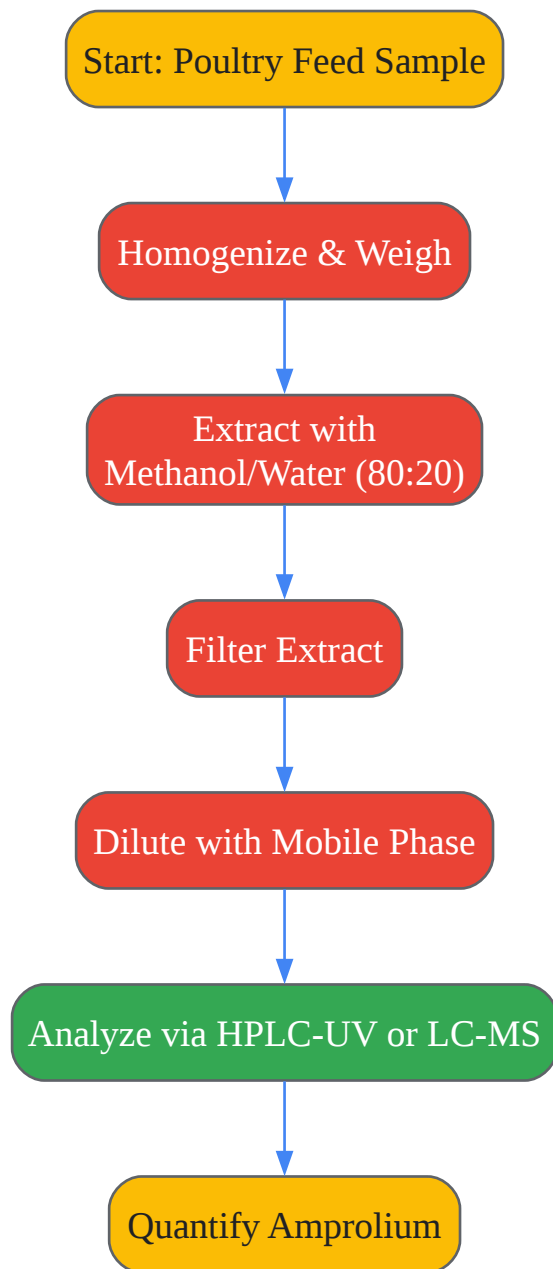 Start: Poultry Feed Sample
Homogenize & Weigh
Extract with
Methanol/Water (80:20)
Filter Extract
Dilute with Mobile Phase
Analyze via HPLC-UV or LC-MS
Quantify Amprolium